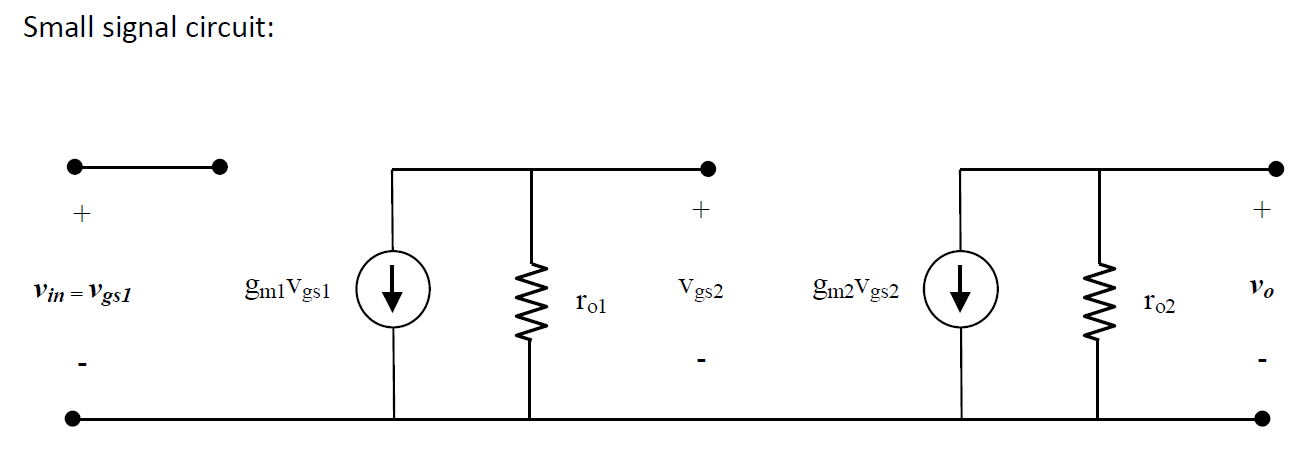 Small signal circuit:
+ + +
vin = vgs1 gm1Vgs1 ro1 Vgs2 gm2Vgs2 ro2 vo
- - -